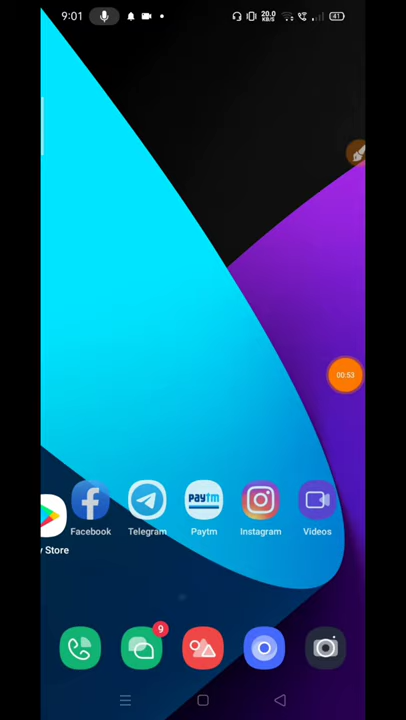 9:01
20.0
KB/S
41
00:53
paytm
Facebook
Telegram
Paytm
Instagram
Videos
y Store
9